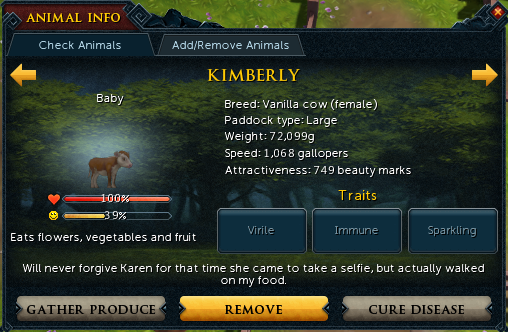 ANIMAL INFO
Check Animals
Add/Remove Animals
KIMBERLY
Baby
Breed: Vanilla cow (female)
Paddock type: Large
Weight: 72,099g
Speed: 1,068 gallopers
Attractiveness: 749 beauty marks
100%
39%
Eats flowers, vegetables and fruit
Traits
Virile
Immune
Sparkling
Will never forgive Karen for that time she came to take a selfie, but actually walked
on my food.
GATHER PRODUCE
REMOVE
CURE DISEASE